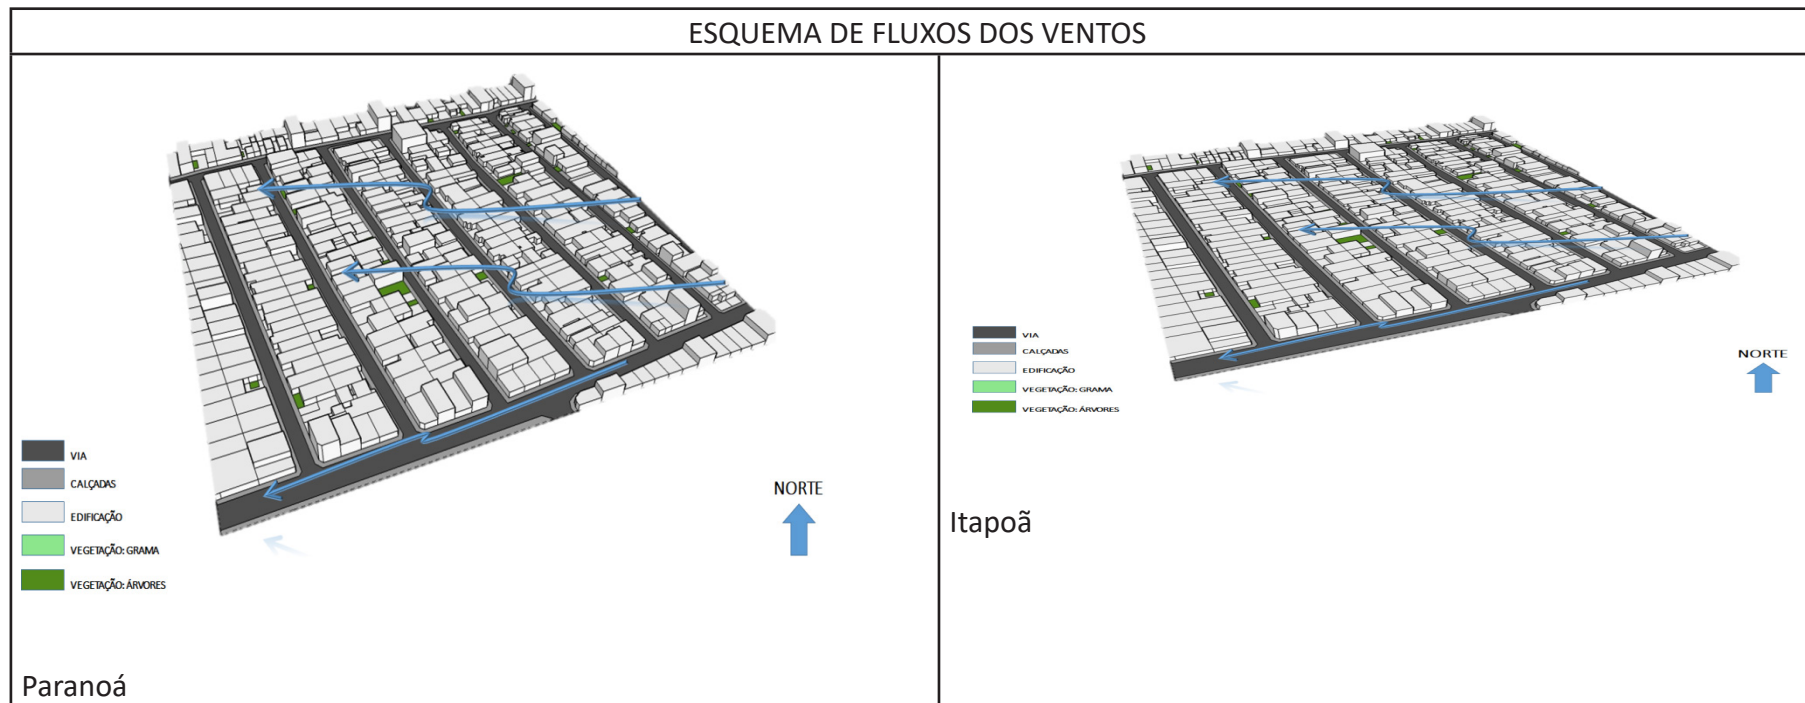 ESQUEMA DE FLUXOS DOS VENTOS
VIA
CALÇADAS
EDIFICAÇÃO
VEGETAÇÃO: GRAMA
VEGETAÇÃO: ÁRVORES
NORTE
Paranoá
VIA
CALÇADAS
EDIFICAÇÃO
VEGETAÇÃO: GRAMA
VEGETAÇÃO: ÁRVORES
NORTE
Itapoã